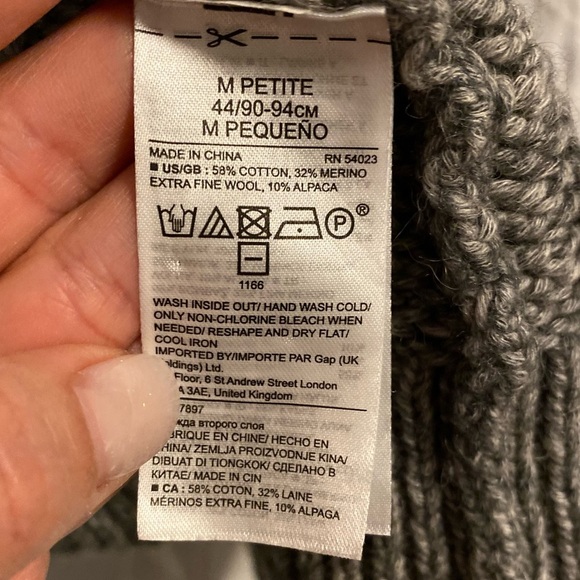 M PETITE
44/90-94CM
M PEQUEÑO
MADE IN CHINA RN 54023
■ US/GB : 58% COTTON, 32% MERINO
EXTRA FINE WOOL, 10% ALPACA
P®
1166
WASH INSIDE OUT/ HAND WASH COLD/
ONLY NON-CHLORINE BLEACH WHEN
NEEDED/ RESHAPE AND DRY FLAT/
COOL IRON
IMPORTED BY/IMPORTE PAR Gap (UK
Ltd.
Floor, 6 St Andrew Street London
3AE, United Kingdom
7897
второго слоя
EN CHINE/ HECHO EN
ZEMLJA PROIZVODNJE KINA/
DIBUAT DI TIONGKOK/ СДЕЛАНО В
КИТАЕ/ MADE IN CIN
■ CA : 58% COTON, 32% LAINE
MÉRINOS EXTRA FINE, 10% ALPAGA